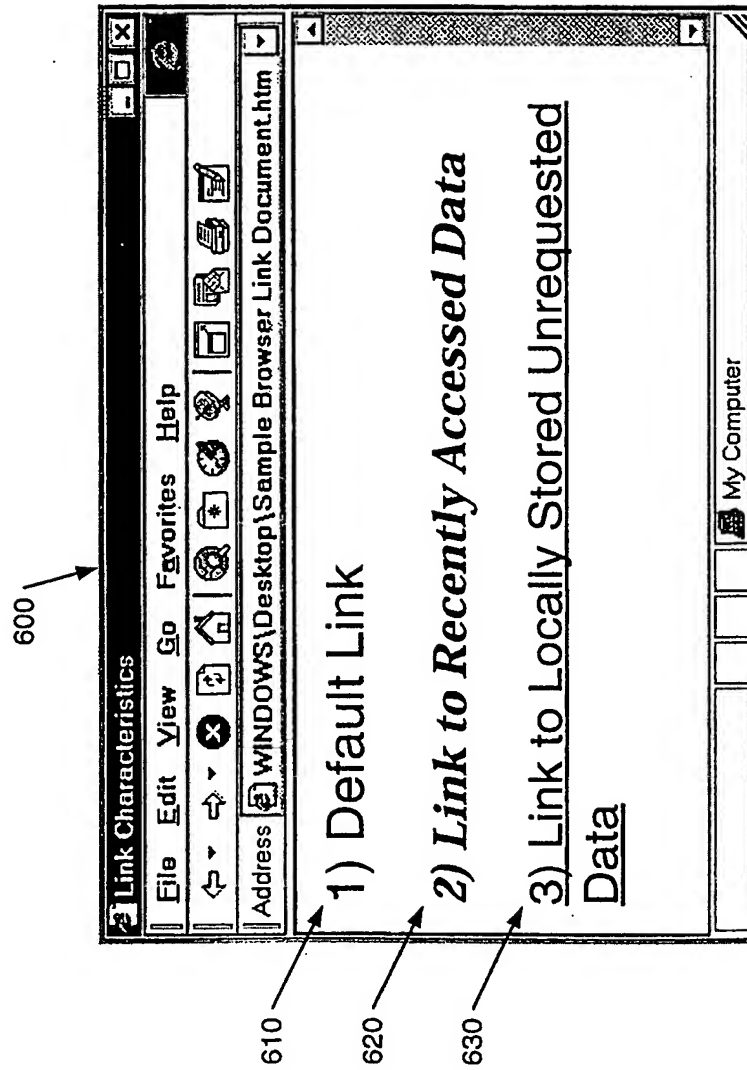 600
Link Characteristics
File Edit View Go Favorites Help
Address WINDOWS\Desktop\Sample Browser Link Document.htm
610
1) Default Link
620
2) Link to Recently Accessed Data
630
3) Link to Locally Stored Unrequested
Data
My Computer